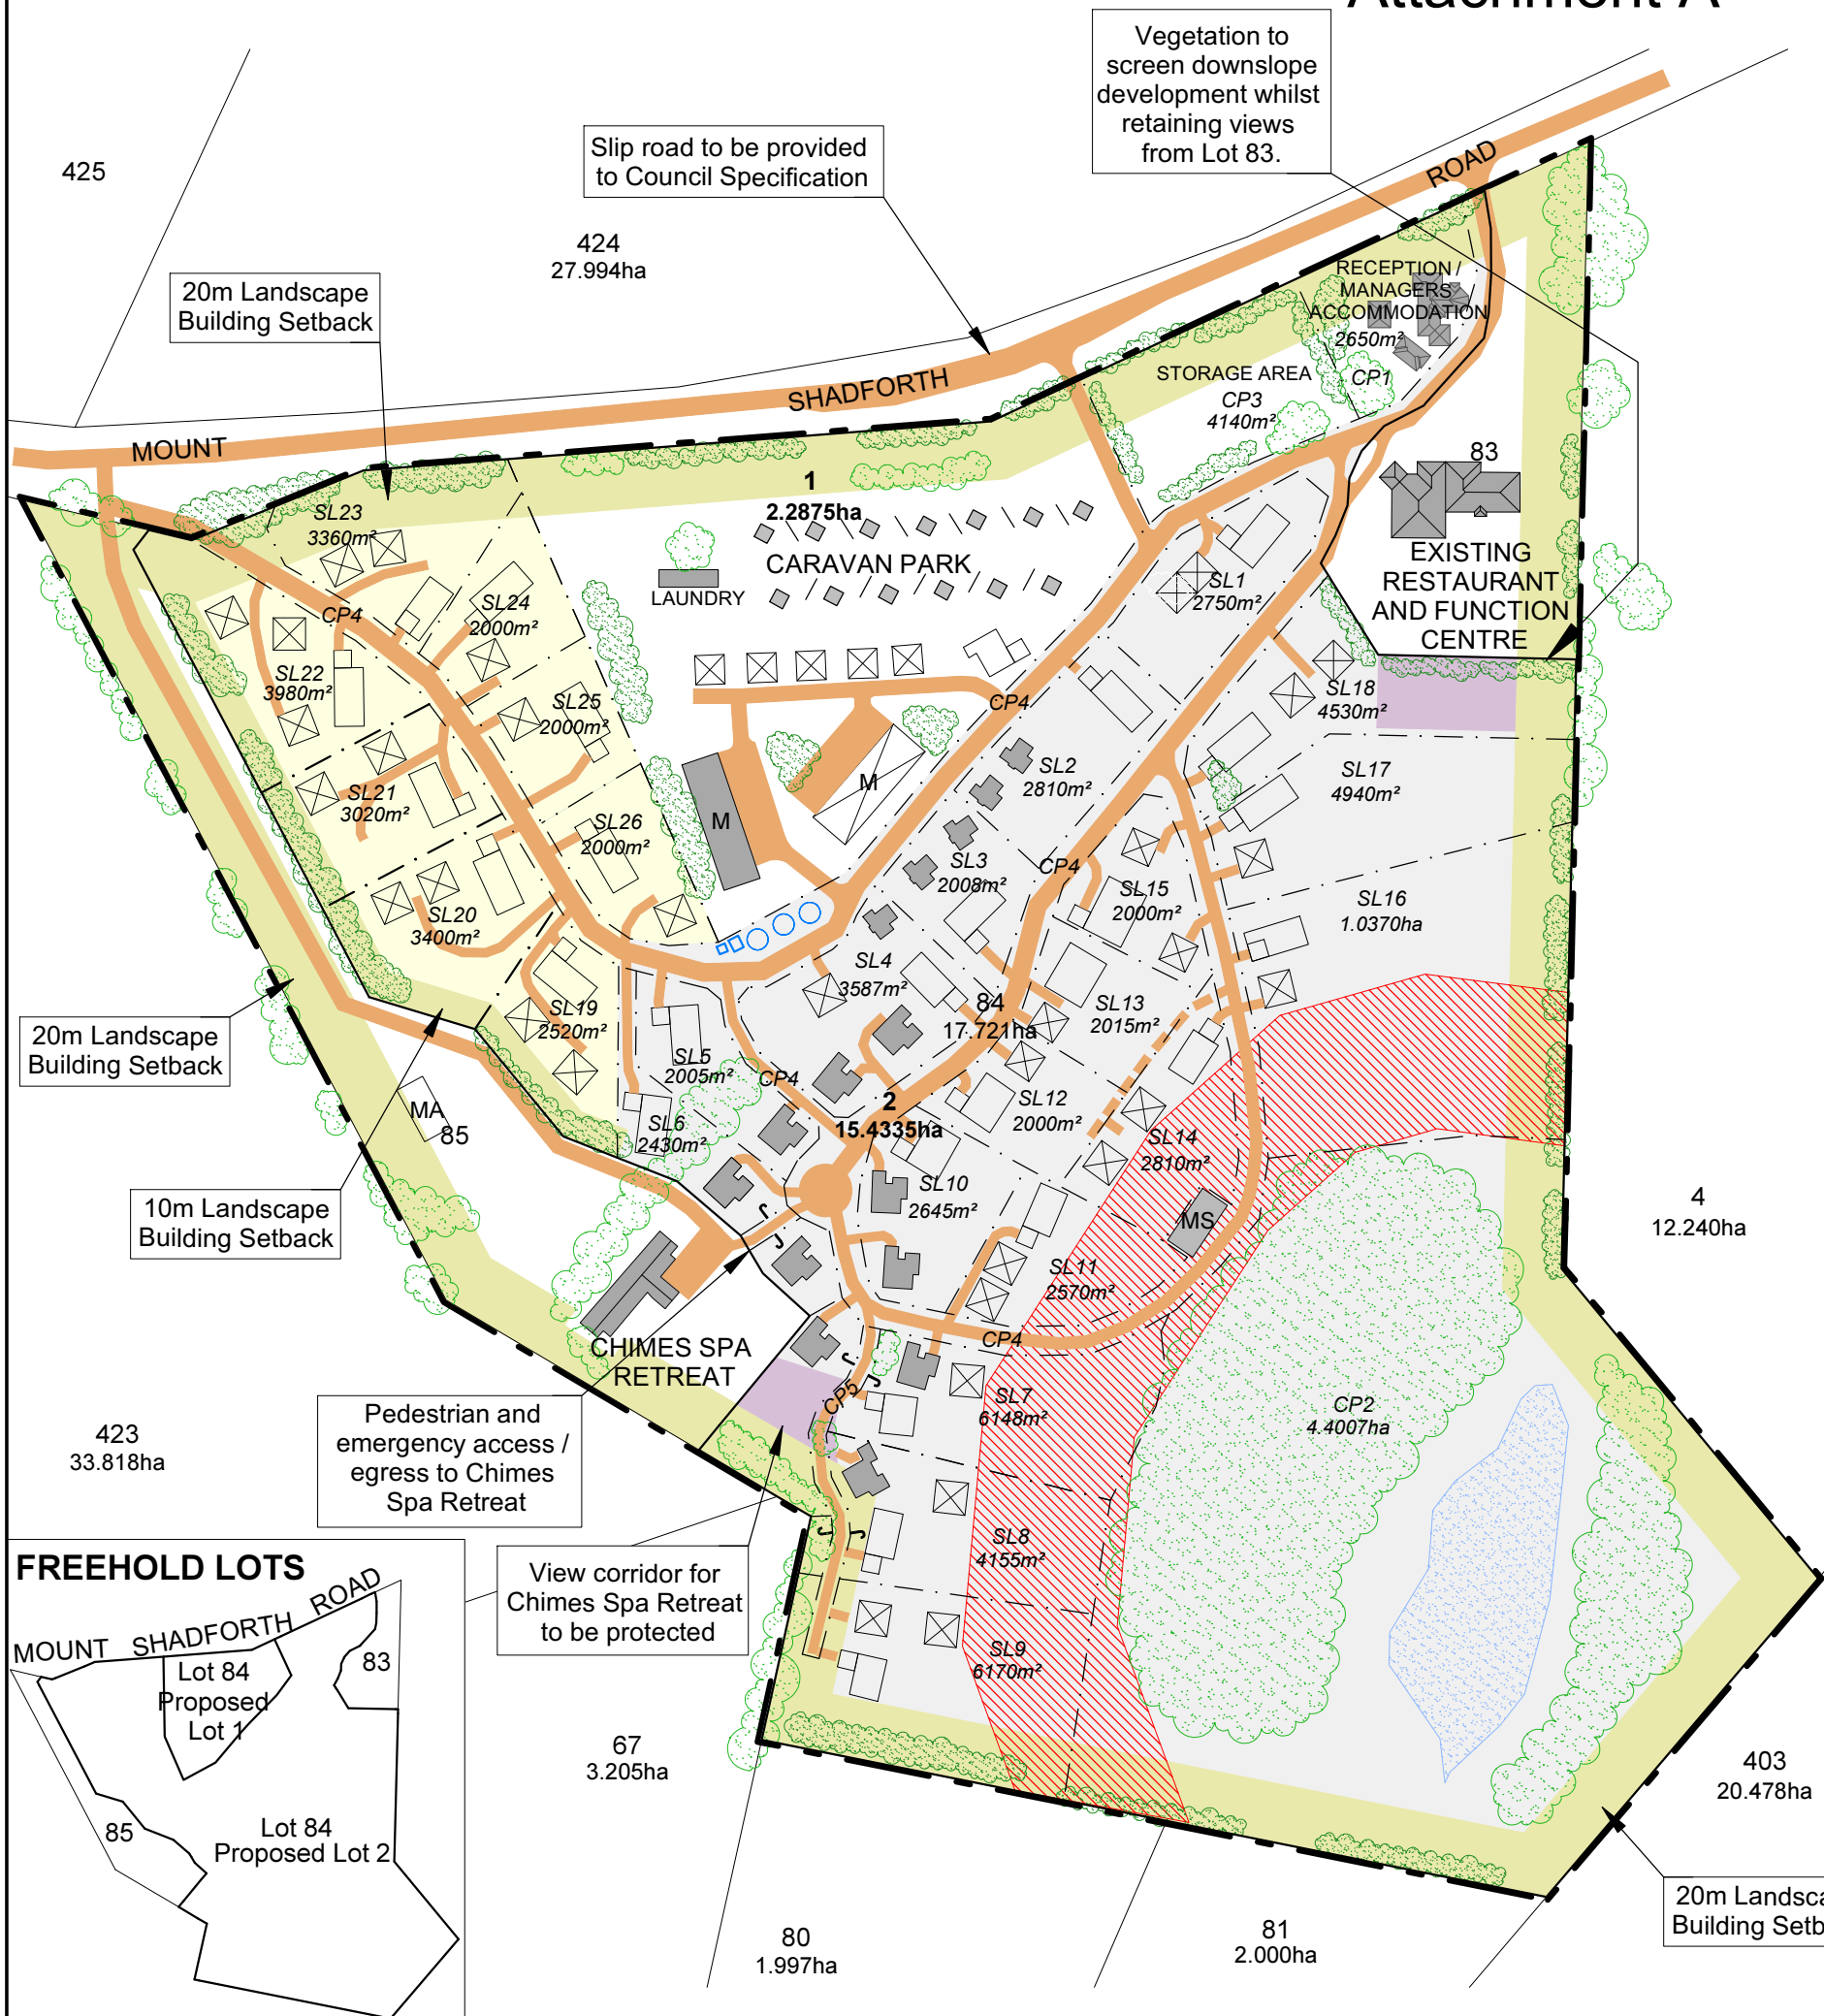 Attachment A
Vegetation to
screen downslope
development whilst
retaining views
from Lot 83.
Slip road to be provided
to Council Specification
425
424
27.994ha
20m Landscape
Building Setback
ROAD
SHADFORTH
MOUNT
RECEPTION /
MANAGERS
ACCOMMODATION
2650m²
CP1
STORAGE AREA
CP3
4140m²
83
EXISTING
RESTAURANT
AND FUNCTION
CENTRE
1
2.2875ha
CARAVAN PARK
LAUNDRY
SL23
3360m²
CP4
SL24
2000m²
SL22
3980m²
SL25
2000m²
SL21
3020m²
SL26
2000m²
SL20
3400m²
SL19
2520m²
SL1
2750m²
SL18
4530m²
CP4
SL2
2810m²
SL17
4940m²
M
M
SL3
2008m²
CP4
SL15
2000m²
SL16
1.0370ha
SL4
3587m²
84
17.721ha
SL13
2015m²
SL5
2005m²
CP4
SL6
2430m²
2
15.4335ha
SL12
2000m²
SL14
2810m²
SL10
2645m²
MS
SL11
2570m²
CP4
20m Landscape
Building Setback
MA
85
10m Landscape
Building Setback
4
12.240ha
CHIMES SPA
RETREAT
CP5
SL7
6148m²
CP2
4.4007ha
423
33.818ha
Pedestrian and
emergency access /
egress to Chimes
Spa Retreat
SL8
4155m²
View corridor for
Chimes Spa Retreat
to be protected
SL9
6170m²
FREEHOLD LOTS
MOUNT SHADFORTH ROAD
Lot 84
Proposed
Lot 1
83
85
Lot 84
Proposed Lot 2
67
3.205ha
403
20.478ha
80
1.997ha
81
2.000ha
20m Landsca
Building Setb